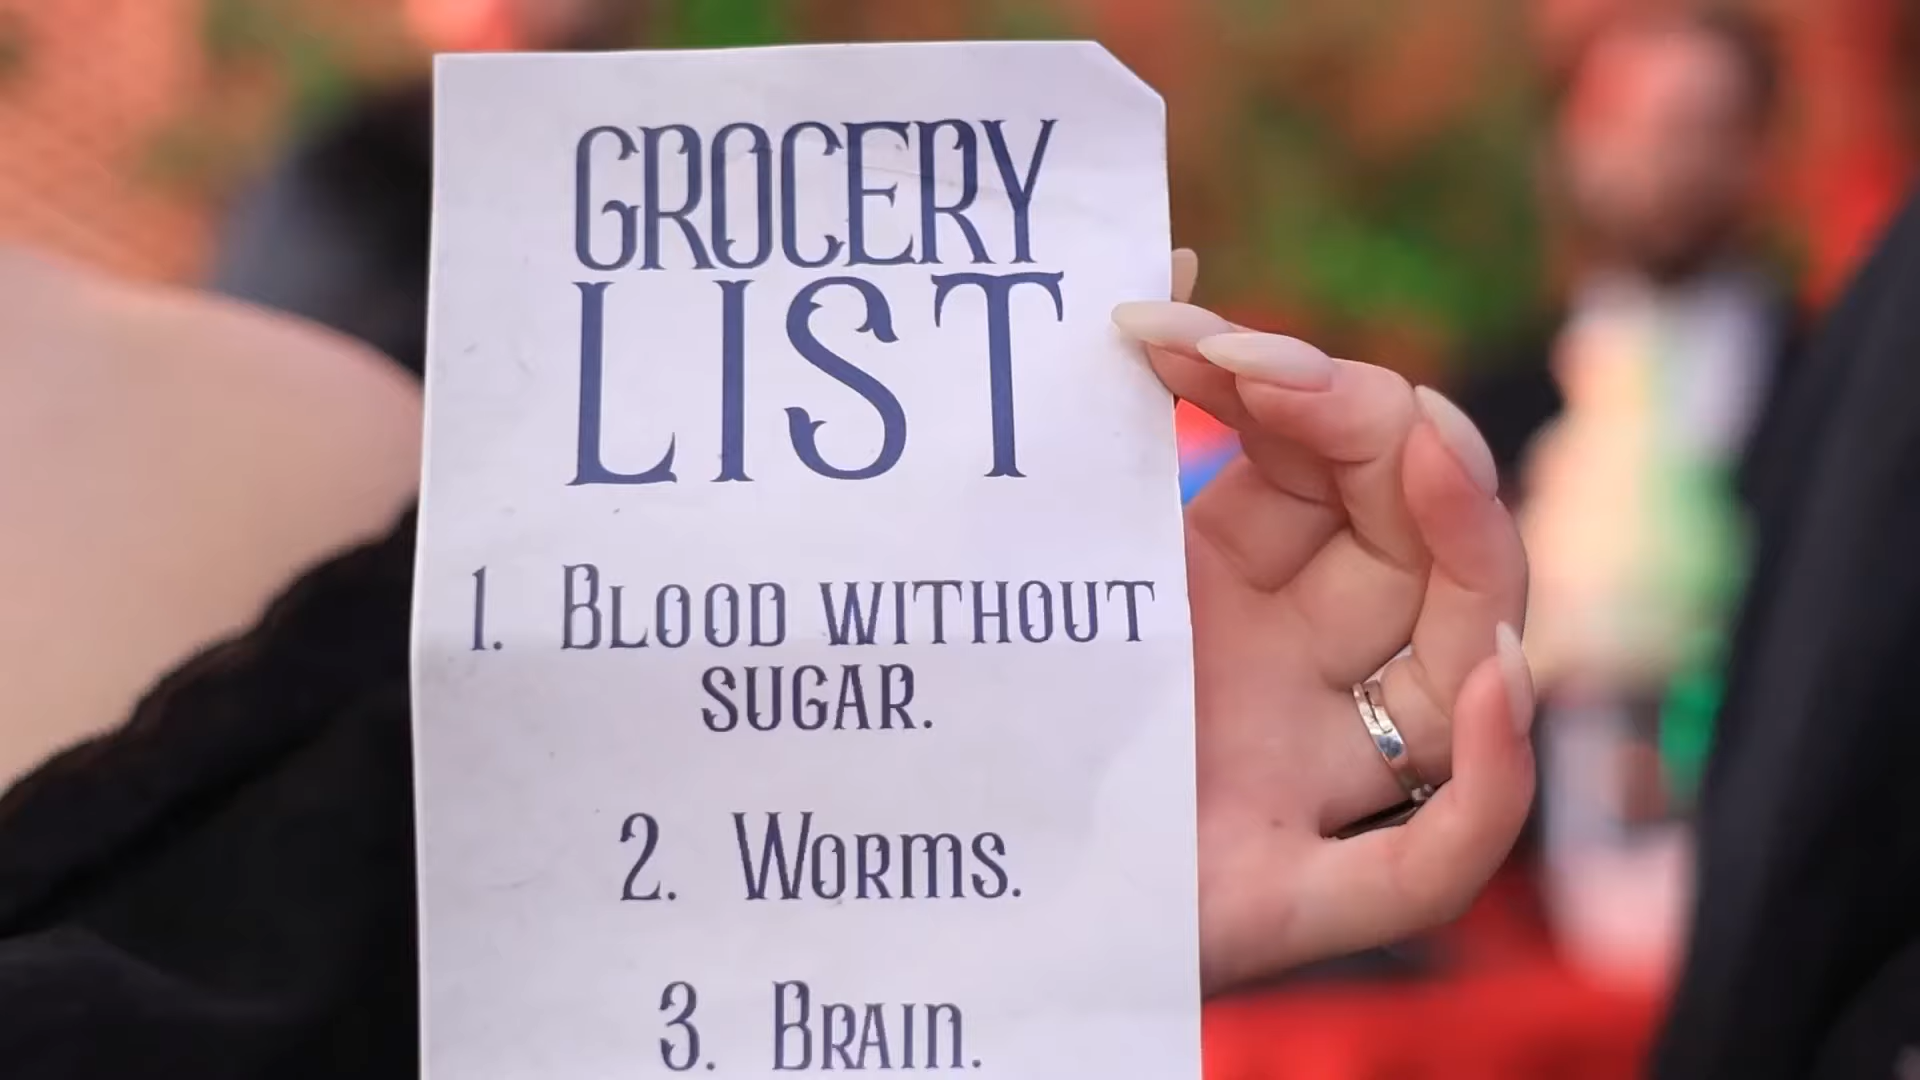 GROCERY
LIST
1. BLOOD WITHOUT
SUGAR.
2. WORMS.
3. BRAIN.